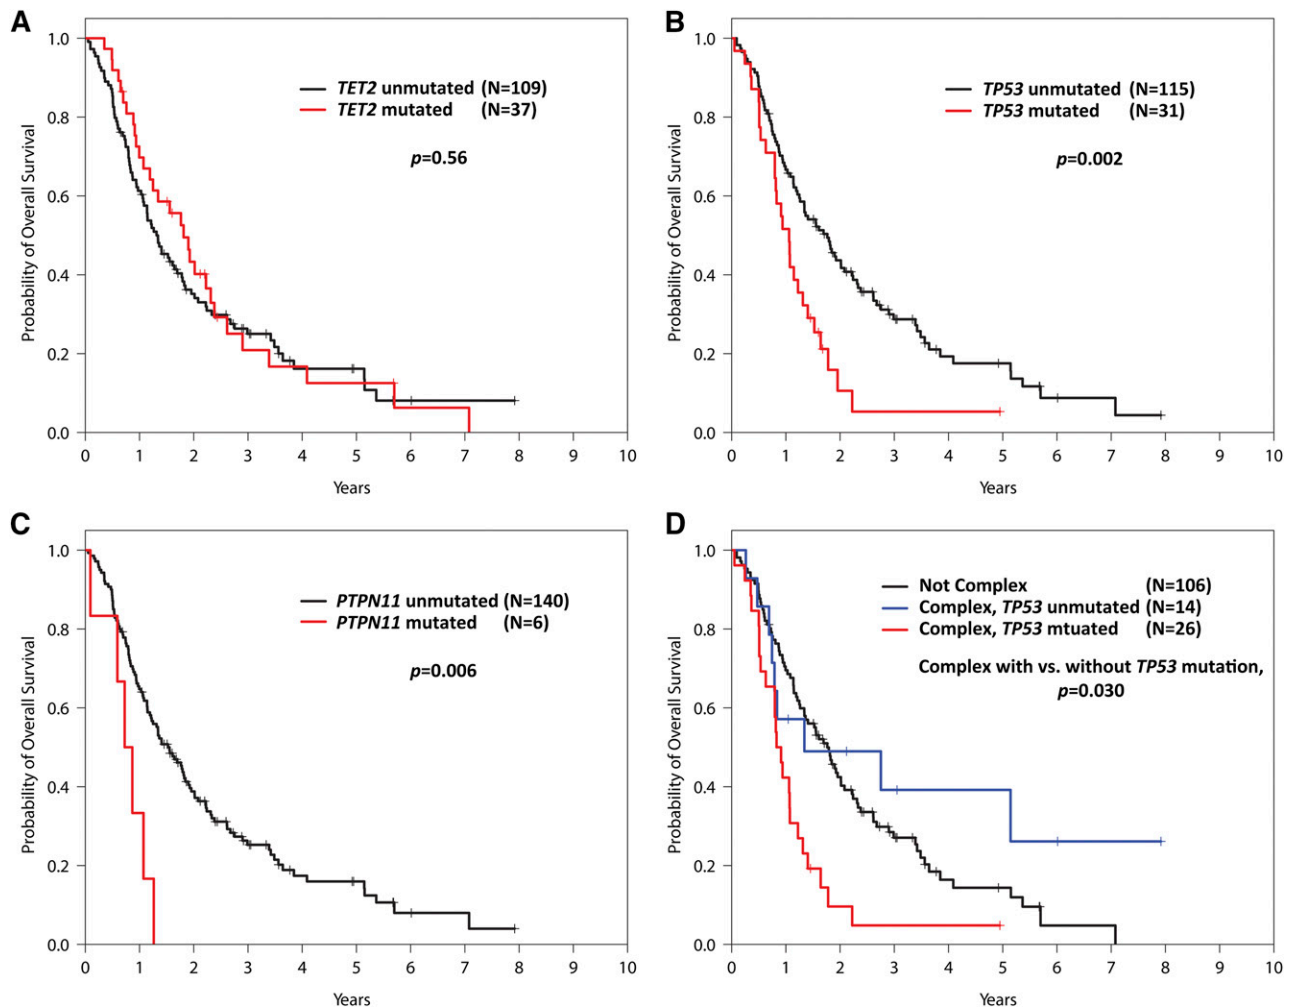 A
TET2 unmutated (N=109)
TET2 mutated (N=37)
p=0.56
Probability of Overall Survival
1.0
0.8
0.6
0.4
0.2
0.0
0 1 2 3 4 5 6 7 8 9 10
Years
B
TP53 unmutated (N=115)
TP53 mutated (N=31)
p=0.002
Probability of Overall Survival
1.0
0.8
0.6
0.4
0.2
0.0
0 1 2 3 4 5 6 7 8 9 10
Years
C
PTPN11 unmutated (N=140)
PTPN11 mutated (N=6)
p=0.006
Probability of Overall Survival
1.0
0.8
0.6
0.4
0.2
0.0
0 1 2 3 4 5 6 7 8 9 10
Years
D
Not Complex (N=106)
Complex, TP53 unmutated (N=14)
Complex, TP53 mtuated (N=26)
Complex with vs. without TP53 mutation,
p=0.030
Probability of Overall Survival
1.0
0.8
0.6
0.4
0.2
0.0
0 1 2 3 4 5 6 7 8 9 10
Years